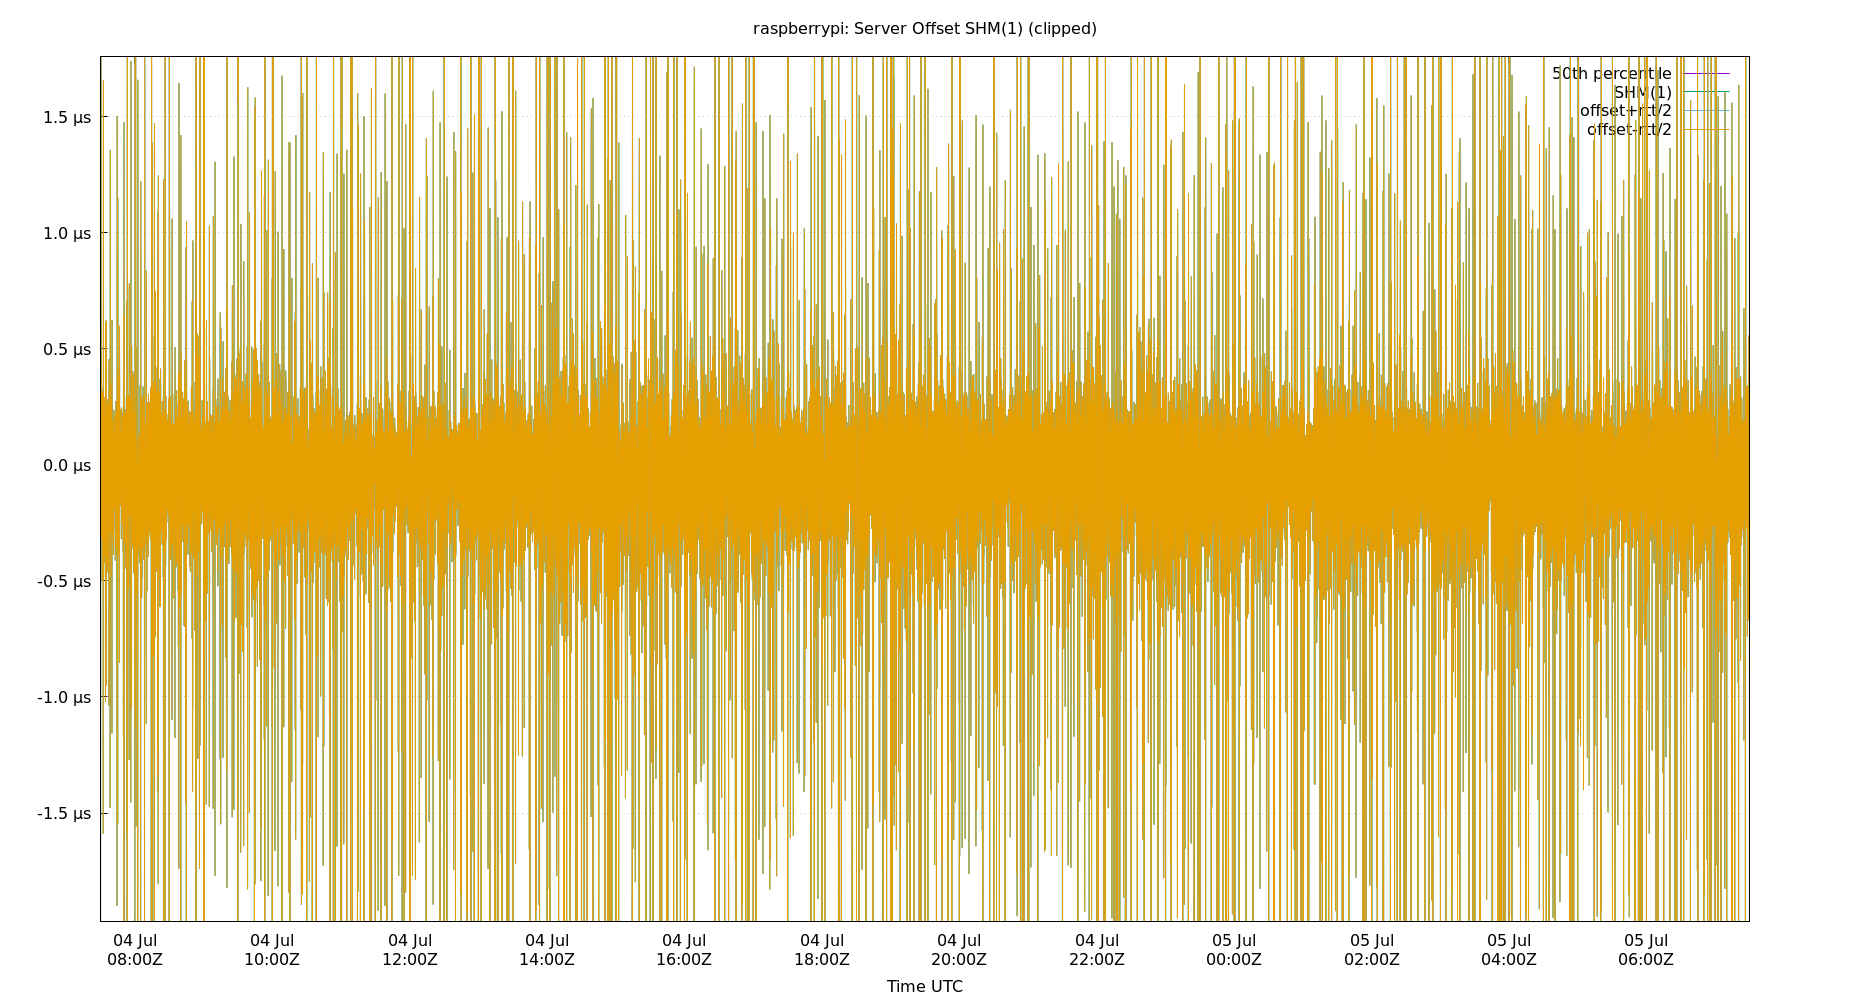 raspberrypi: Server Offset SHM(1) (clipped)
50th percentile
SHM(1)
offset+rtt/2
offset-rtt/2
1.5 µs
1.0 µs
0.5 µs
0.0 µs
-0.5 µs
-1.0 µs
-1.5 µs
04 Jul 04 Jul 04 Jul 04 Jul 04 Jul 04 Jul 04 Jul 04 Jul 05 Jul 05 Jul 05 Jul 05 Jul
08:00Z 10:00Z 12:00Z 14:00Z 16:00Z 18:00Z 20:00Z 22:00Z 00:00Z 02:00Z 04:00Z 06:00Z
Time UTC